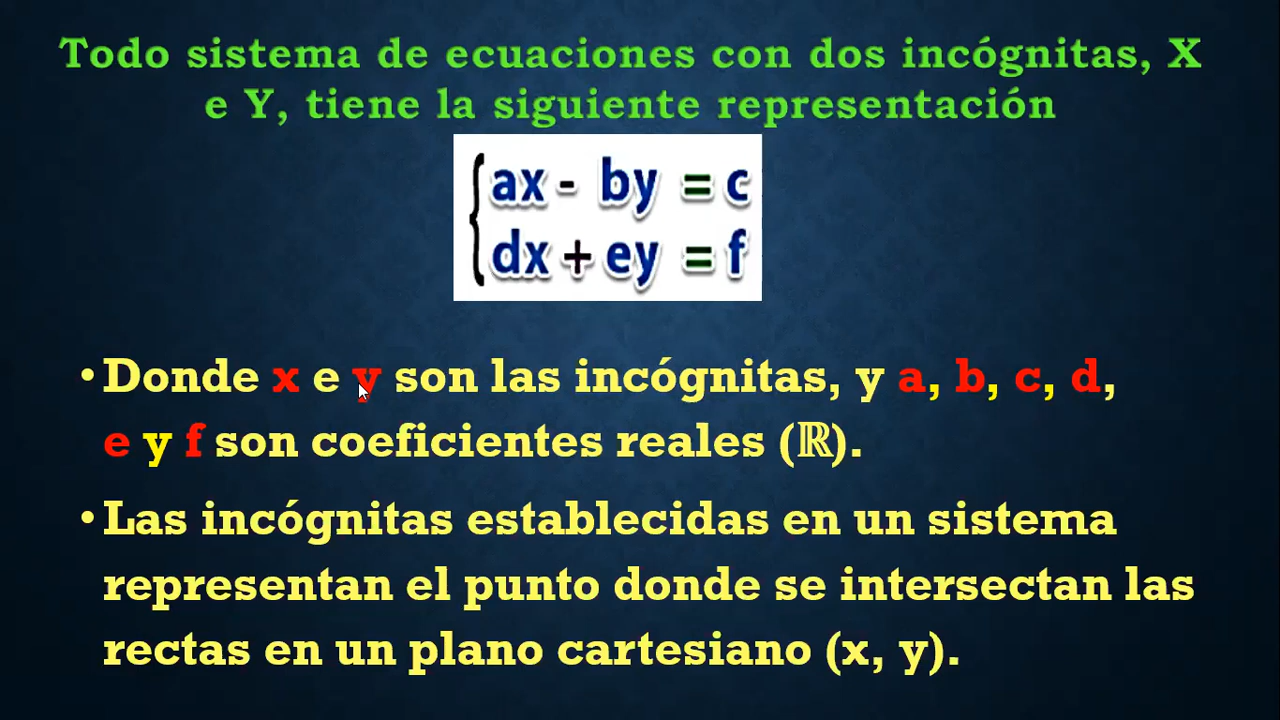 Todo sistema de ecuaciones con dos incógnitas, X
e Y, tiene la siguiente representación
ax - by = c
dx + ey = f
•Donde x e y son las incógnitas, y a, b, c, d,
e y f son coeficientes reales (ℝ).
•Las incógnitas establecidas en un sistema
representan el punto donde se intersectan las
rectas en un plano cartesiano (x, y).